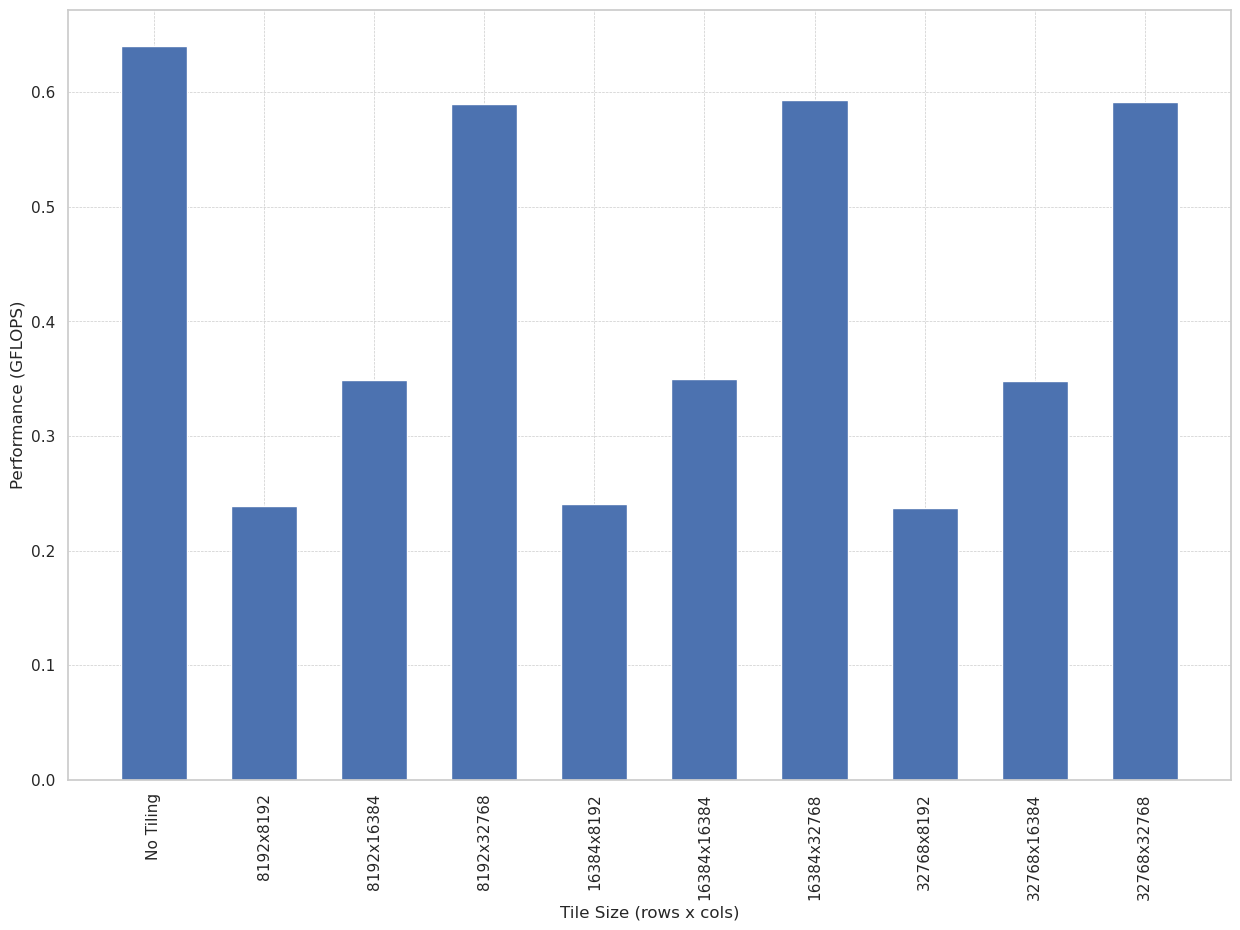 Performance (GFLOPS)
0.6
0.5
0.4
0.3
0.2
0.1
0.0
No Tiling
8192x8192
8192x16384
8192x32768
16384x8192
16384x16384
16384x32768
32768x8192
32768x16384
32768x32768
Tile Size (rows x cols)